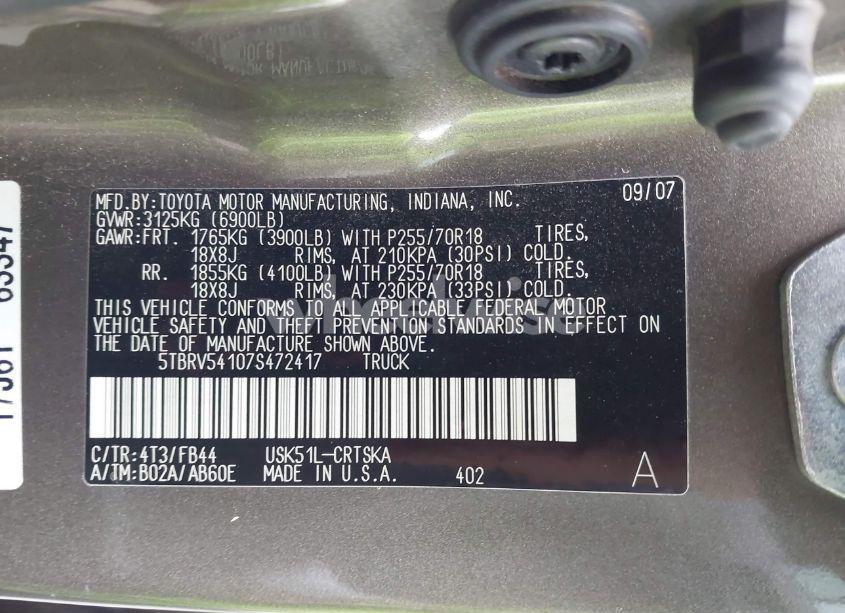 MFD.BY:TOYOTA MOTOR MANUFACTURING, INDIANA, INC. 09/07
GVWR:3125KG (6900LB)
GAWR:FRT. 1765KG (3900LB) WITH P255/70R18 TIRES,
18X8J RIMS, AT 210KPA (30PSI) COLD.
RR. 1855KG (4100LB) WITH P255/70R18 TIRES,
18X8J RIMS, AT 230KPA (33PSI) COLD.
THIS VEHICLE CONFORMS TO ALL APPLICABLE FEDERAL MOTOR
VEHICLE SAFETY AND THEFT PREVENTION STANDARDS IN EFFECT ON
THE DATE OF MANUFACTURE SHOWN ABOVE.
5TBRV54107S472417 TRUCK
C/TR:4T3/FB44 USK51L-CRTSKA
A/TM:B02A/AB60E MADE IN U.S.A. 402 A